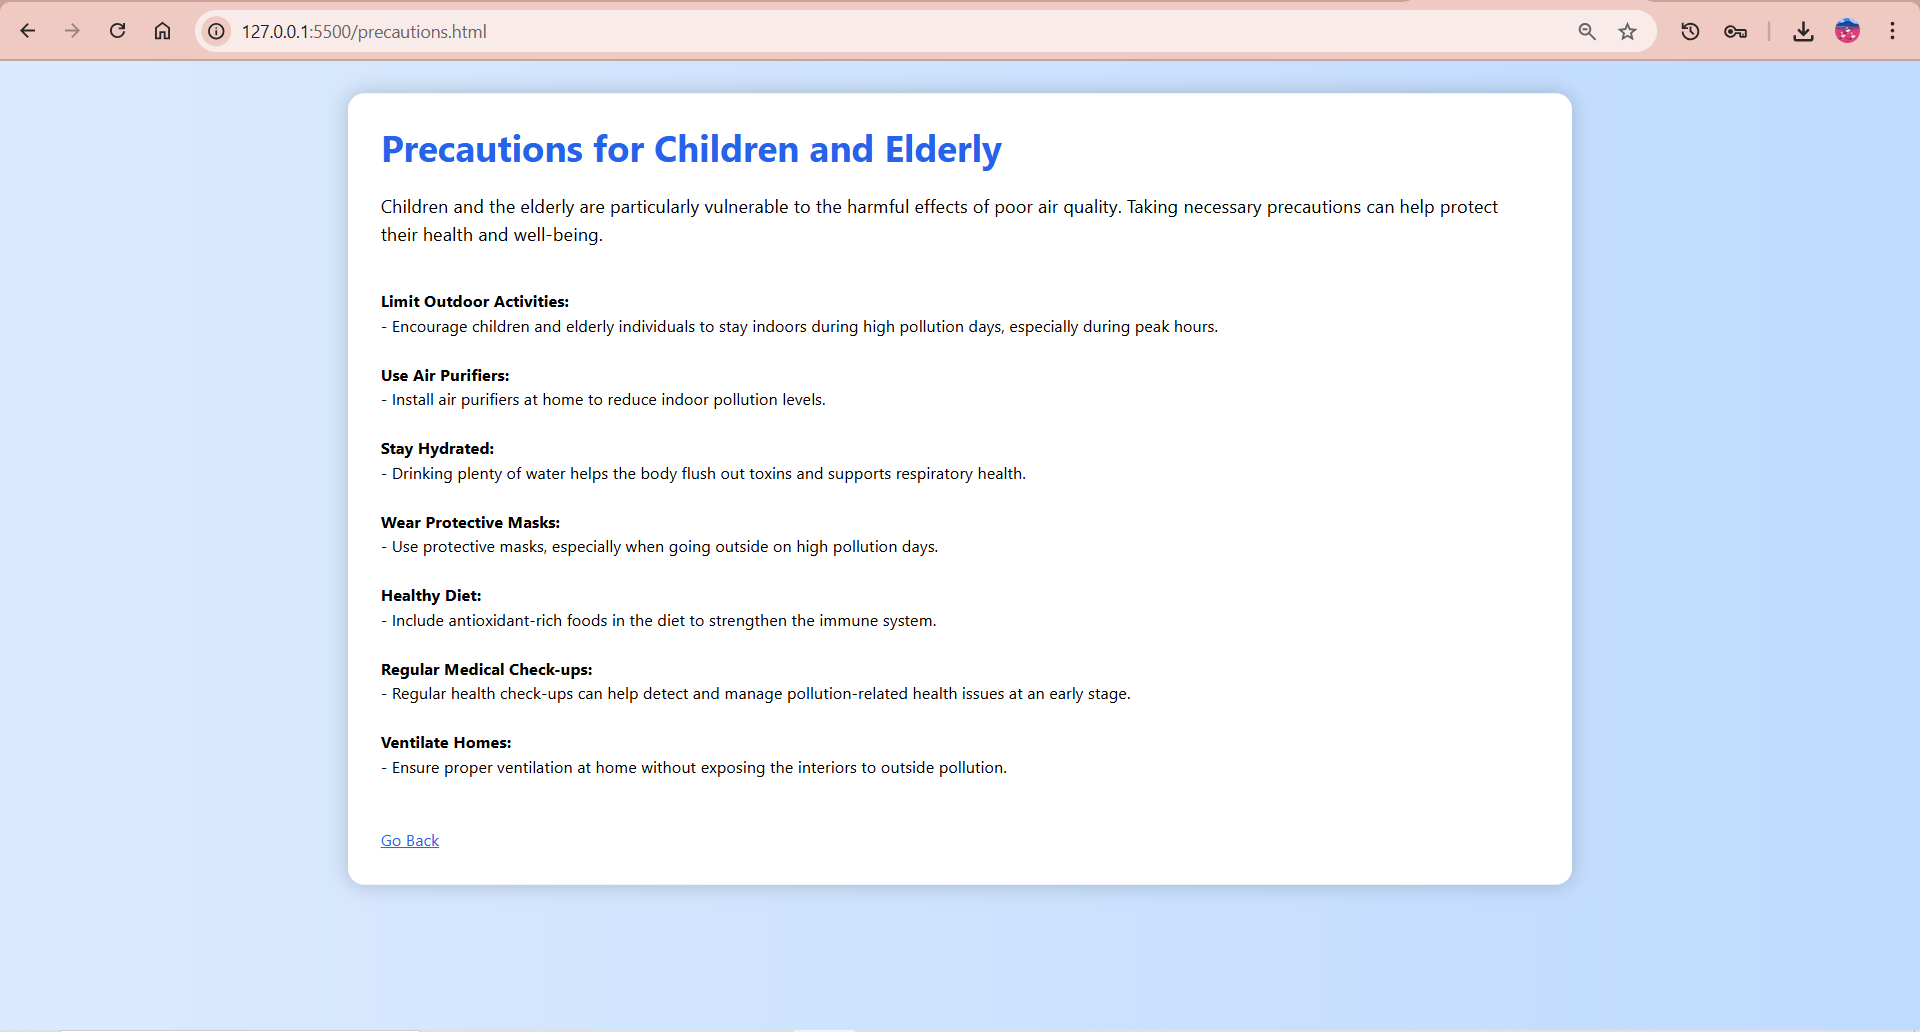 127.0.0.1:5500/precautions.html
Precautions for Children and Elderly
Children and the elderly are particularly vulnerable to the harmful effects of poor air quality. Taking necessary precautions can help protect
their health and well-being.
Limit Outdoor Activities:
- Encourage children and elderly individuals to stay indoors during high pollution days, especially during peak hours.
Use Air Purifiers:
- Install air purifiers at home to reduce indoor pollution levels.
Stay Hydrated:
- Drinking plenty of water helps the body flush out toxins and supports respiratory health.
Wear Protective Masks:
- Use protective masks, especially when going outside on high pollution days.
Healthy Diet:
- Include antioxidant-rich foods in the diet to strengthen the immune system.
Regular Medical Check-ups:
- Regular health check-ups can help detect and manage pollution-related health issues at an early stage.
Ventilate Homes:
- Ensure proper ventilation at home without exposing the interiors to outside pollution.
Go Back